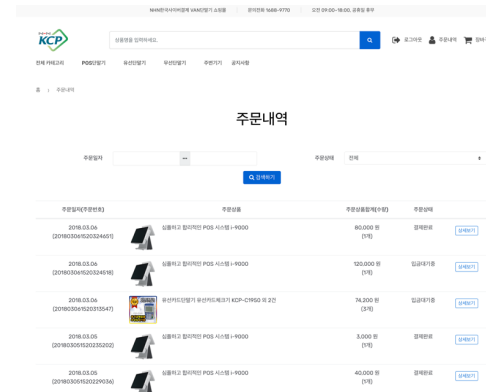 NHN한국사이버결제 VAN단말기 쇼핑몰 문의전화 1688-9770 오전 09:00~18:00, 공휴일 휴무
KCP 상품명을 입력하세요. 로그아웃 주문내역 장바
전체 카테고리 POS단말기 유선단말기 무선단말기 주변기기 공지사항
홈 › 주문내역
주문내역
주문일자 ~ 주문상태 전체
검색하기
주문일자(주문번호) 주문상품 주문상품합계(수량) 주문상태
2018.03.06 심플하고 합리적인 POS 시스템 i-9000 80,000 원 결제완료 상세보기
(201803061520324651) (1개)
2018.03.06 심플하고 합리적인 POS 시스템 i-9000 120,000 원 입금대기중 상세보기
(201803061520324518) (1개)
2018.03.06 유선카드단말기 유선카드체크기 KCP-C1950 외 2건 74,200 원 입금대기중 상세보기
(201803061520313547) (3개)
2018.03.05 심플하고 합리적인 POS 시스템 i-9000 3,000 원 결제완료 상세보기
(201803051520235202) (1개)
2018.03.05 심플하고 합리적인 POS 시스템 i-9000 40,000 원 결제완료 상세보기
(201803051520229036) (1개)